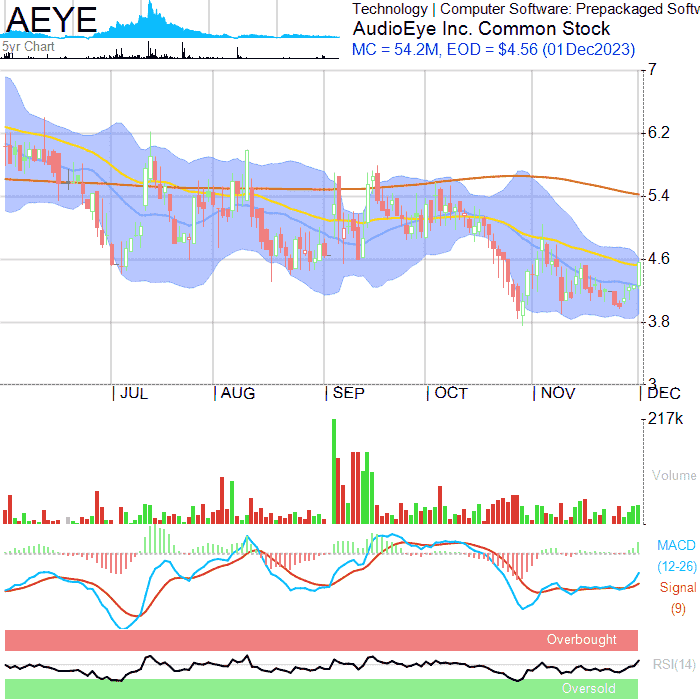 AEYE
Technology | Computer Software: Prepackaged Softw
AudioEye Inc. Common Stock
5yr Chart
MC = 54.2M, EOD = $4.56 (01Dec2023)
7
6.2
5.4
4.6
3.8
3
JUL AUG SEP OCT NOV DEC
217k
Volume
MACD
(12-26)
Signal
(9)
Overbought
RSI(14)
Oversold